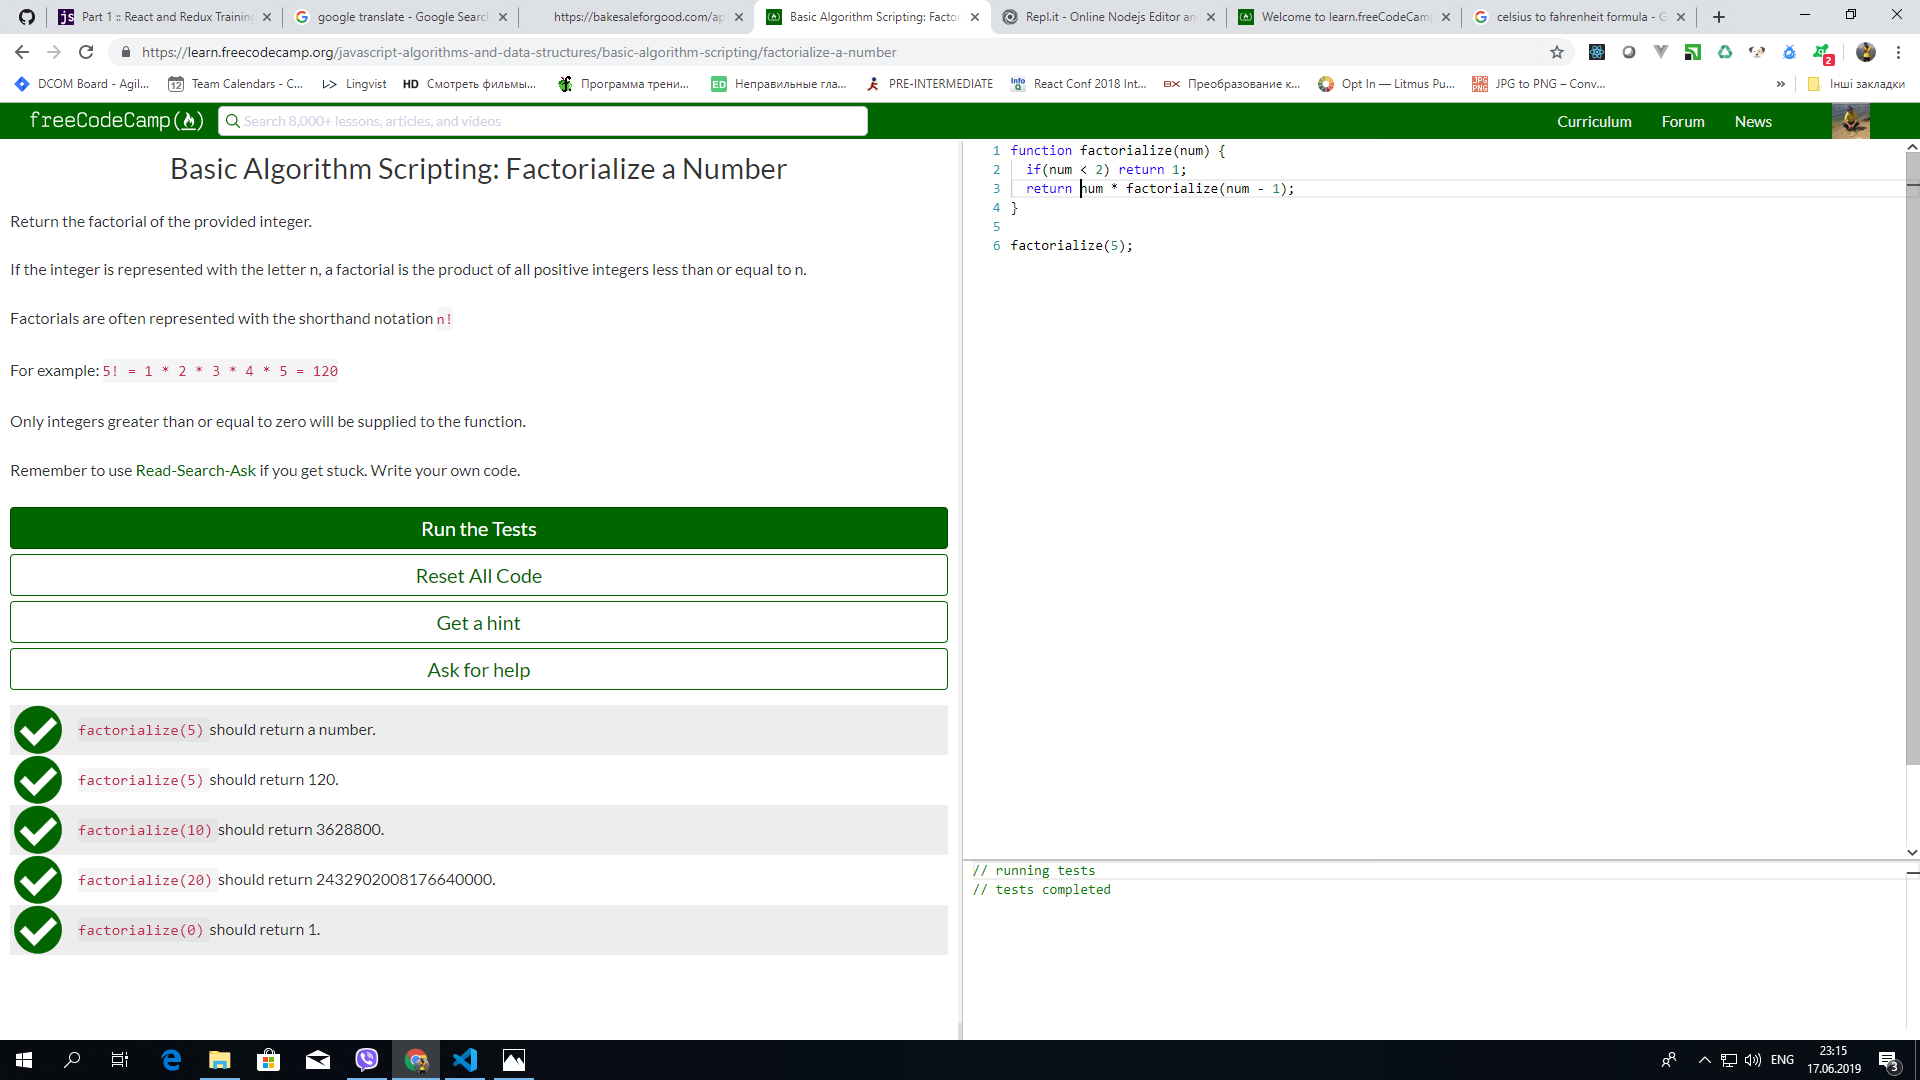 Part 1 :: React and Redux Training
google translate - Google Search
https://bakesaleforgood.com/ap
Basic Algorithm Scripting: Factor
Repl.it - Online Nodejs Editor an
Welcome to learn.freeCodeCamp
celsius to fahrenheit formula - G
https://learn.freecodecamp.org/javascript-algorithms-and-data-structures/basic-algorithm-scripting/factorialize-a-number
2
DCOM Board - Agil...
12 Team Calendars - C...
Lingvist
HD Смотреть фильмы...
Программа трени...
ED Неправильные гла...
PRE-INTERMEDIATE
React Conf 2018 Int...
Преобразование к...
Opt In — Litmus Pu...
JPG to PNG – Conv...
»
Інші закладки
freeCodeCamp
Search 8,000+ lessons, articles, and videos
Curriculum
Forum
News
Basic Algorithm Scripting: Factorialize a Number
Return the factorial of the provided integer.
If the integer is represented with the letter n, a factorial is the product of all positive integers less than or equal to n.
Factorials are often represented with the shorthand notation n!
For example: 5! = 1 * 2 * 3 * 4 * 5 = 120
Only integers greater than or equal to zero will be supplied to the function.
Remember to use Read-Search-Ask if you get stuck. Write your own code.
Run the Tests
Reset All Code
Get a hint
Ask for help
factorialize(5) should return a number.
factorialize(5) should return 120.
factorialize(10) should return 3628800.
factorialize(20) should return 2432902008176640000.
factorialize(0) should return 1.
1 function factorialize(num) {
2 if(num < 2) return 1;
3 return num * factorialize(num - 1);
4 }
5
6 factorialize(5);
// running tests
// tests completed
ENG
23:15
17.06.2019
3